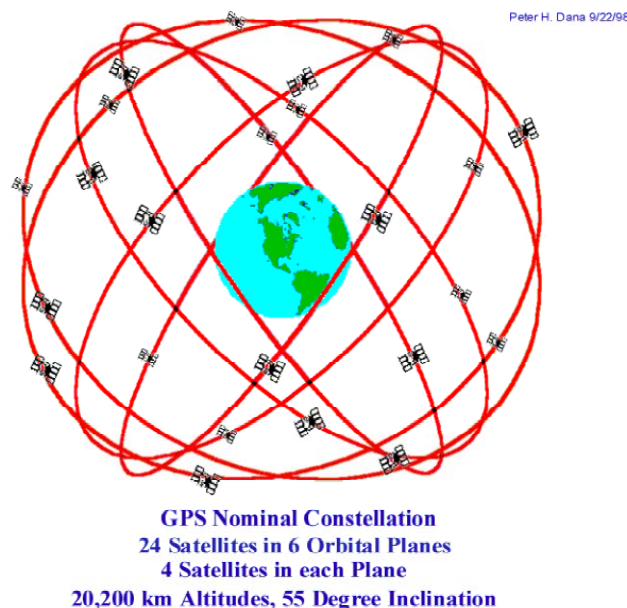 Peter H. Dana 9/22/98
GPS Nominal Constellation
24 Satellites in 6 Orbital Planes
4 Satellites in each Plane
20,200 km Altitudes, 55 Degree Inclination